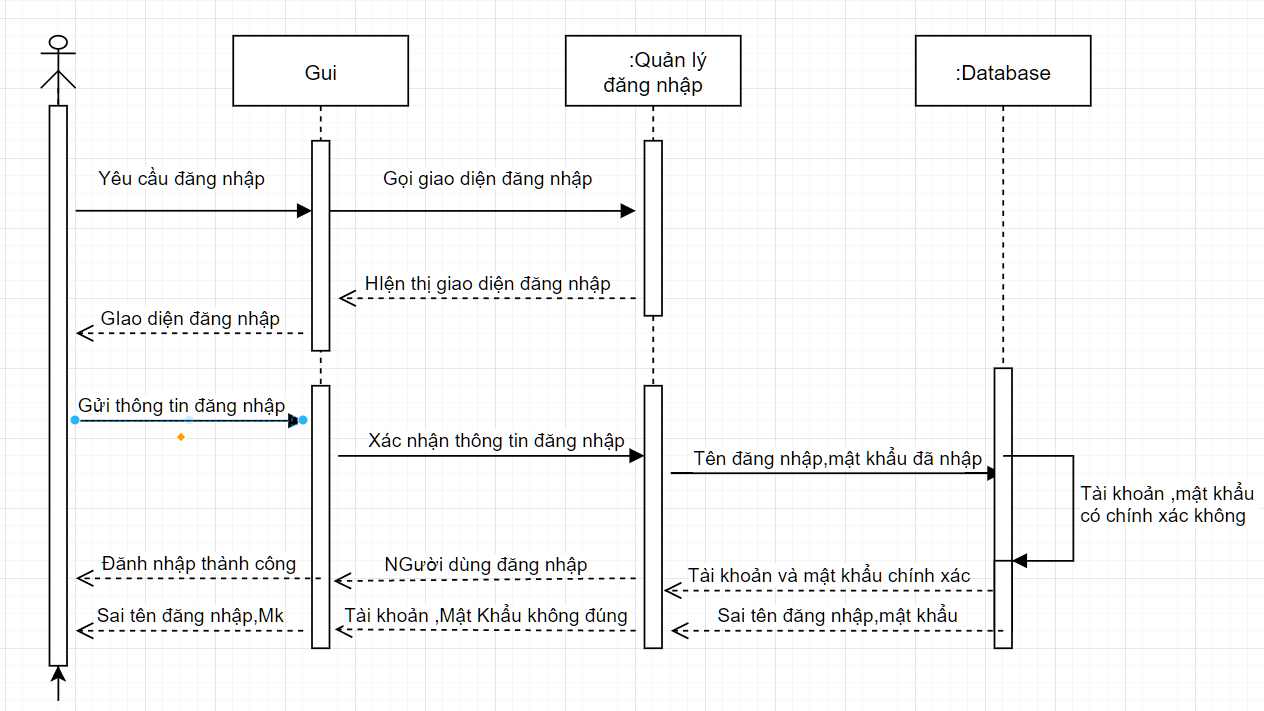 Gui
:Quản lý
đăng nhập
:Database
Yêu cầu đăng nhập
Gọi giao diện đăng nhập
HIện thị giao diện đăng nhập
GIao diện đăng nhập
Gửi thông tin đăng nhập
Xác nhận thông tin đăng nhập
Tên đăng nhập,mật khẩu đã nhập
Tài khoản ,mật khẩu
có chính xác không
Đănh nhập thành công
NGười dùng đăng nhập
Tài khoản và mật khẩu chính xác
Sai tên đăng nhập,Mk
Tài khoản ,Mật Khẩu không đúng
Sai tên đăng nhập,mật khẩu